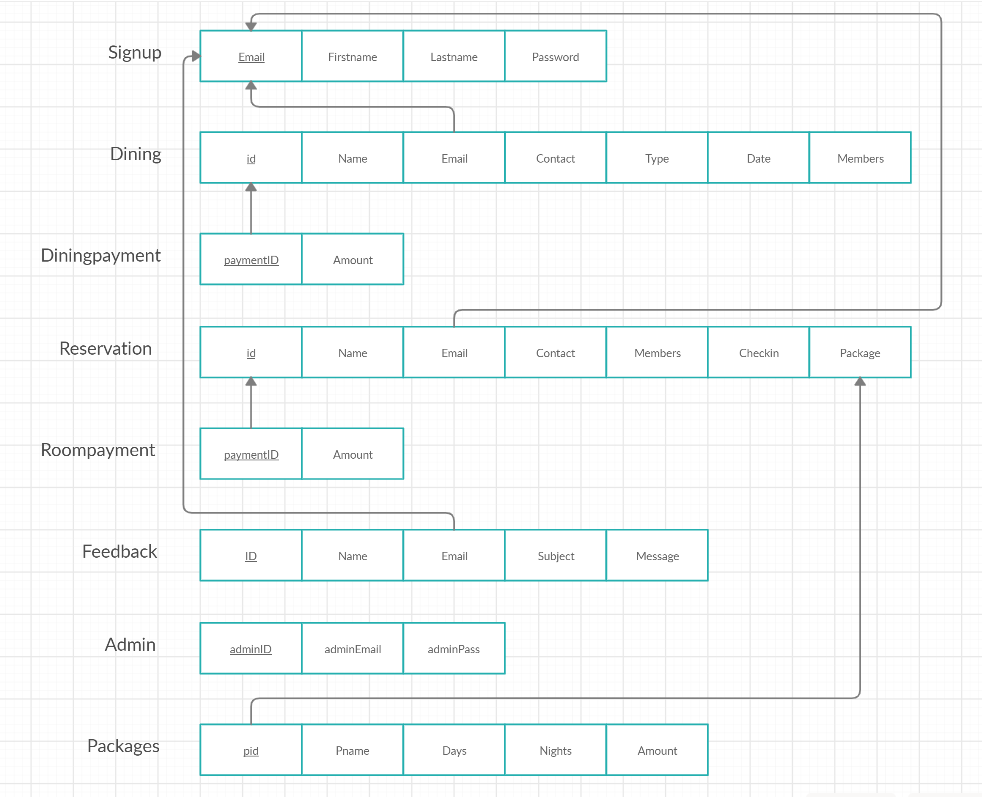 Signup Email Firstname Lastname Password
Dining id Name Email Contact Type Date Members
Diningpayment paymentID Amount
Reservation id Name Email Contact Members Checkin Package
Roompayment paymentID Amount
Feedback ID Name Email Subject Message
Admin adminID adminEmail adminPass
Packages pid Pname Days Nights Amount